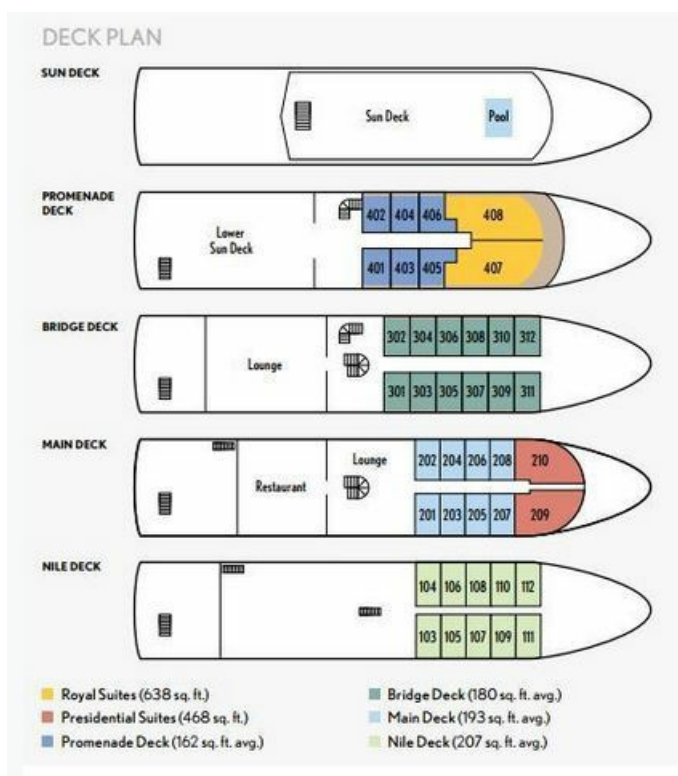 DECK PLAN
SUN DECK
Sun Deck
Pool
PROMENADE
DECK
Lower
Sun Deck
402 404 406 408
401 403 405 407
BRIDGE DECK
Lounge
302 304 306 308 310 312
301 303 305 307 309 311
MAIN DECK
Restaurant
Lounge
202 204 206 208 210
201 203 205 207 209
NILE DECK
104 106 108 110 112
103 105 107 109 111
Royal Suites (638 sq. ft.)
Presidential Suites (468 sq. ft.)
Promenade Deck (162 sq. ft. avg.)
Bridge Deck (180 sq. ft. avg.)
Main Deck (193 sq. ft. avg.)
Nile Deck (207 sq. ft. avg.)